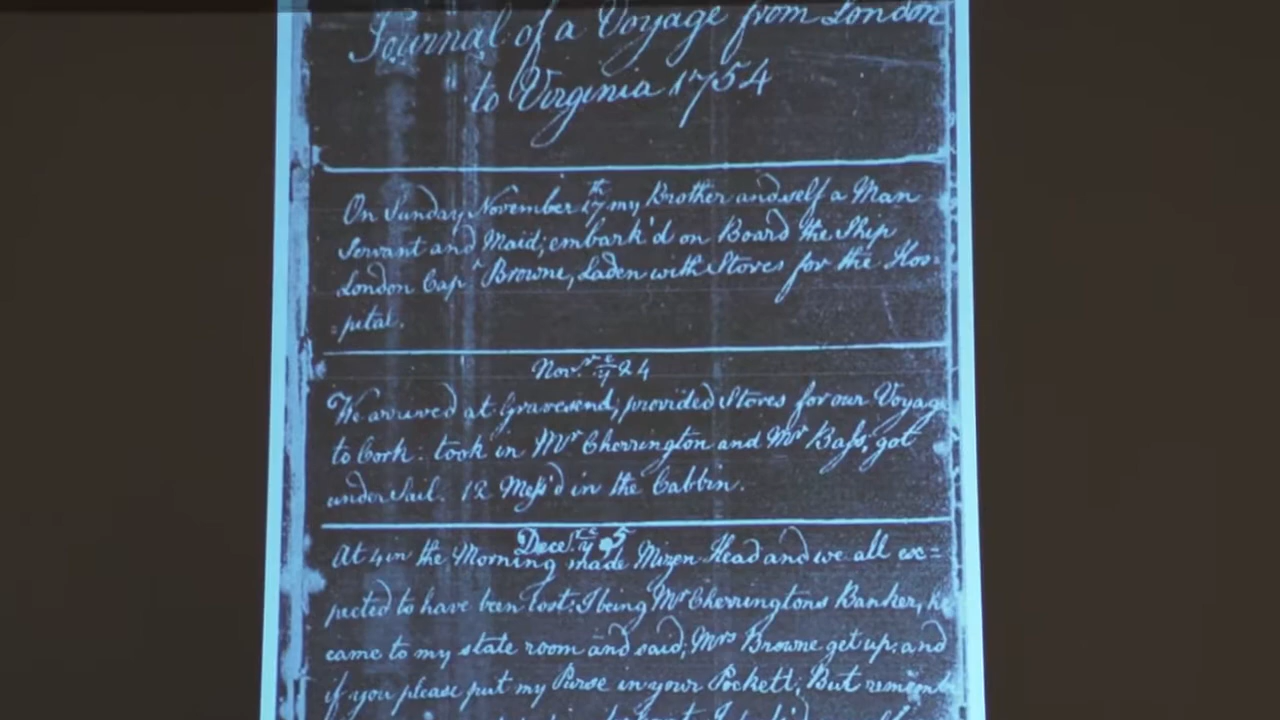 Journal of a Voyage from London
to Virginia 1754
On Sunday November 17th my Brother and self a Man
Servant and Maid; embark'd on Board the Ship
London Capt Browne, Laden with Stores for the Hos-
=pital.
Novr ye 24
We arrived at Gravesend; provided Stores for our Voyage
to Cork: took in Mr Cherrington and Mr Bass, got
under Sail. 12 Mess'd in the Cabbin.
Decer ye 5
At 4 in the Morning made Mizen Head and we all ex=
pected to have been lost: I being Mr Cherringtons Banker, he
came to my state room and said; Mrs Browne get up: and
if you please put my Purse in your Pockett; But rememb